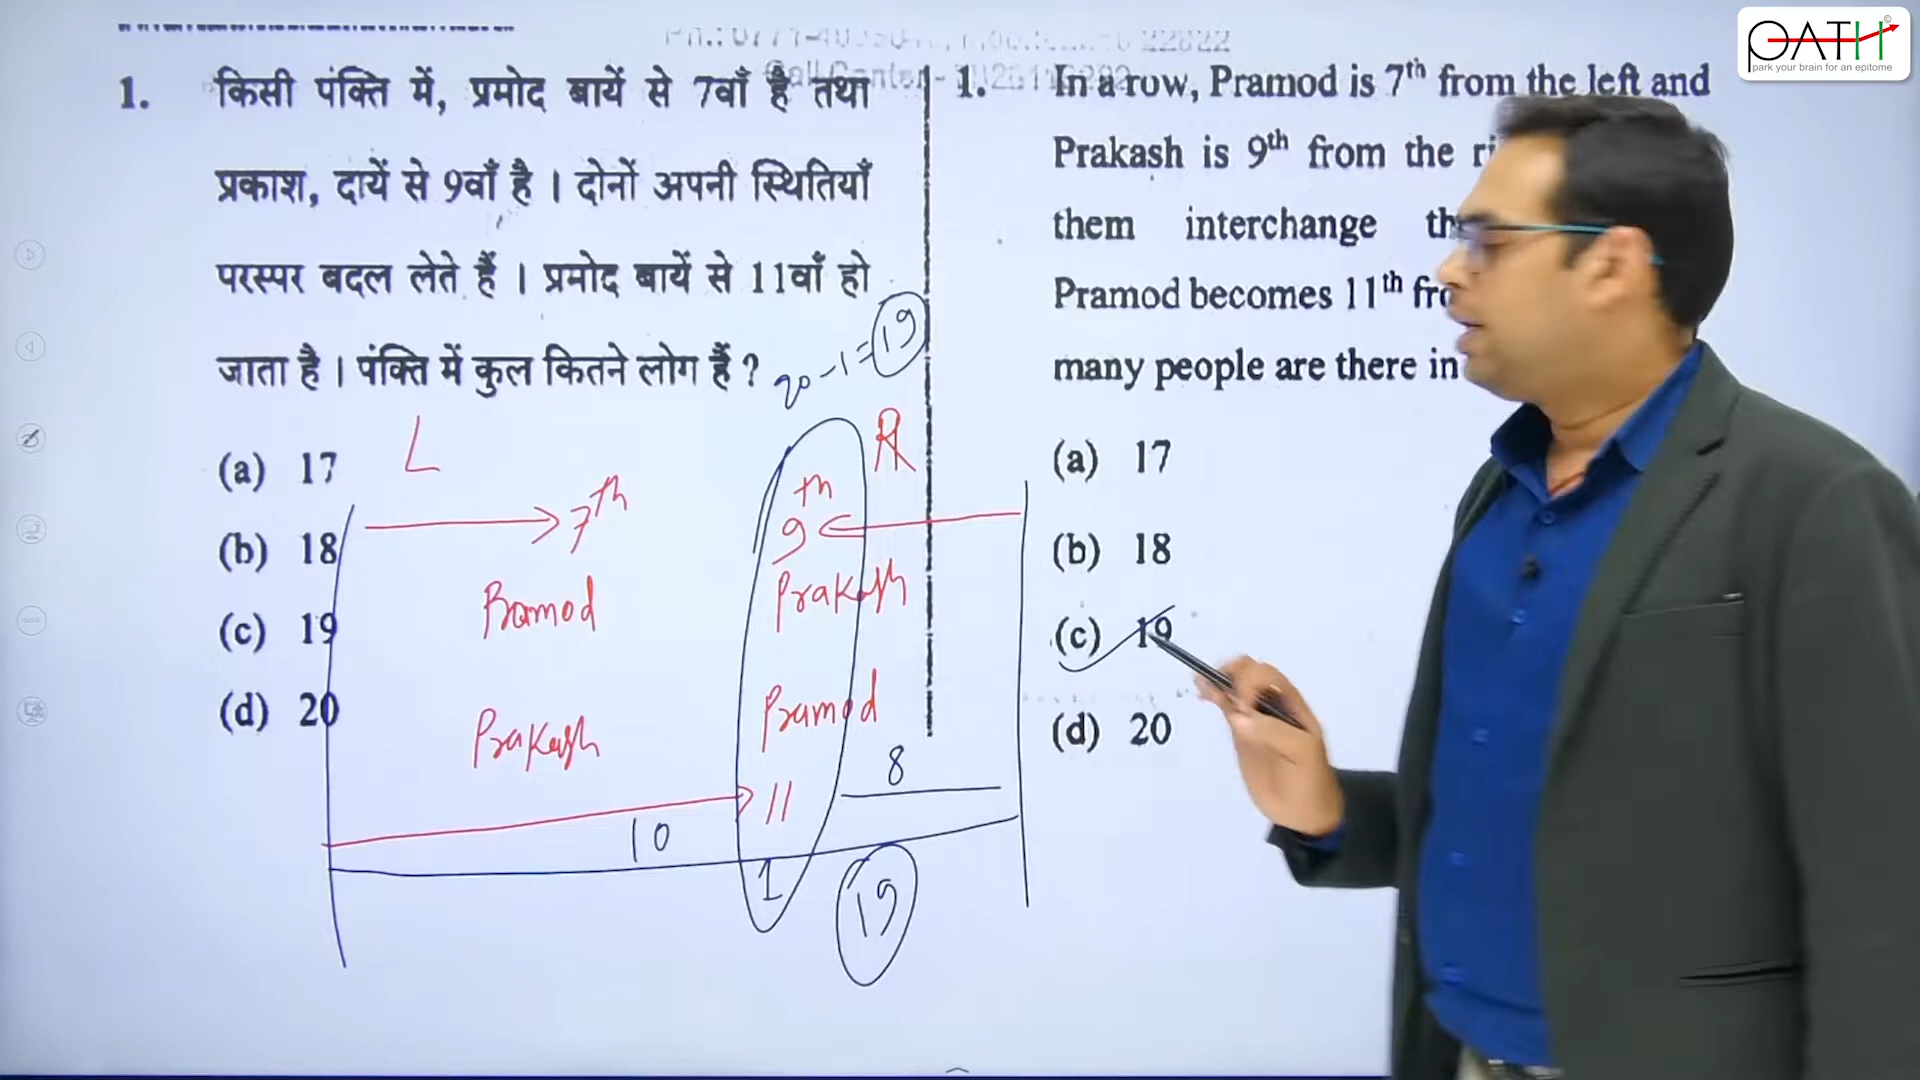 PATH
park your brain for an epitome
1. किसी पंक्ति में, प्रमोद बायें से 7वाँ है तथा
प्रकाश, दायें से 9वाँ है । दोनों अपनी स्थितियाँ
परस्पर बदल लेते हैं । प्रमोद बायें से 11वाँ हो
जाता है । पंक्ति में कुल कितने लोग हैं ?
(a) 17
(b) 18
(c) 19
(d) 20
20 - 1 = 19
L
R
7th
9th
Pramod
Prakash
Prakash
Pramod
11
8
10
1
19
1. In a row, Pramod is 7th from the left and
Prakash is 9th from the
them interchange
Pramod becomes 11th
many people are there in
(a) 17
(b) 18
(c) 19
(d) 20